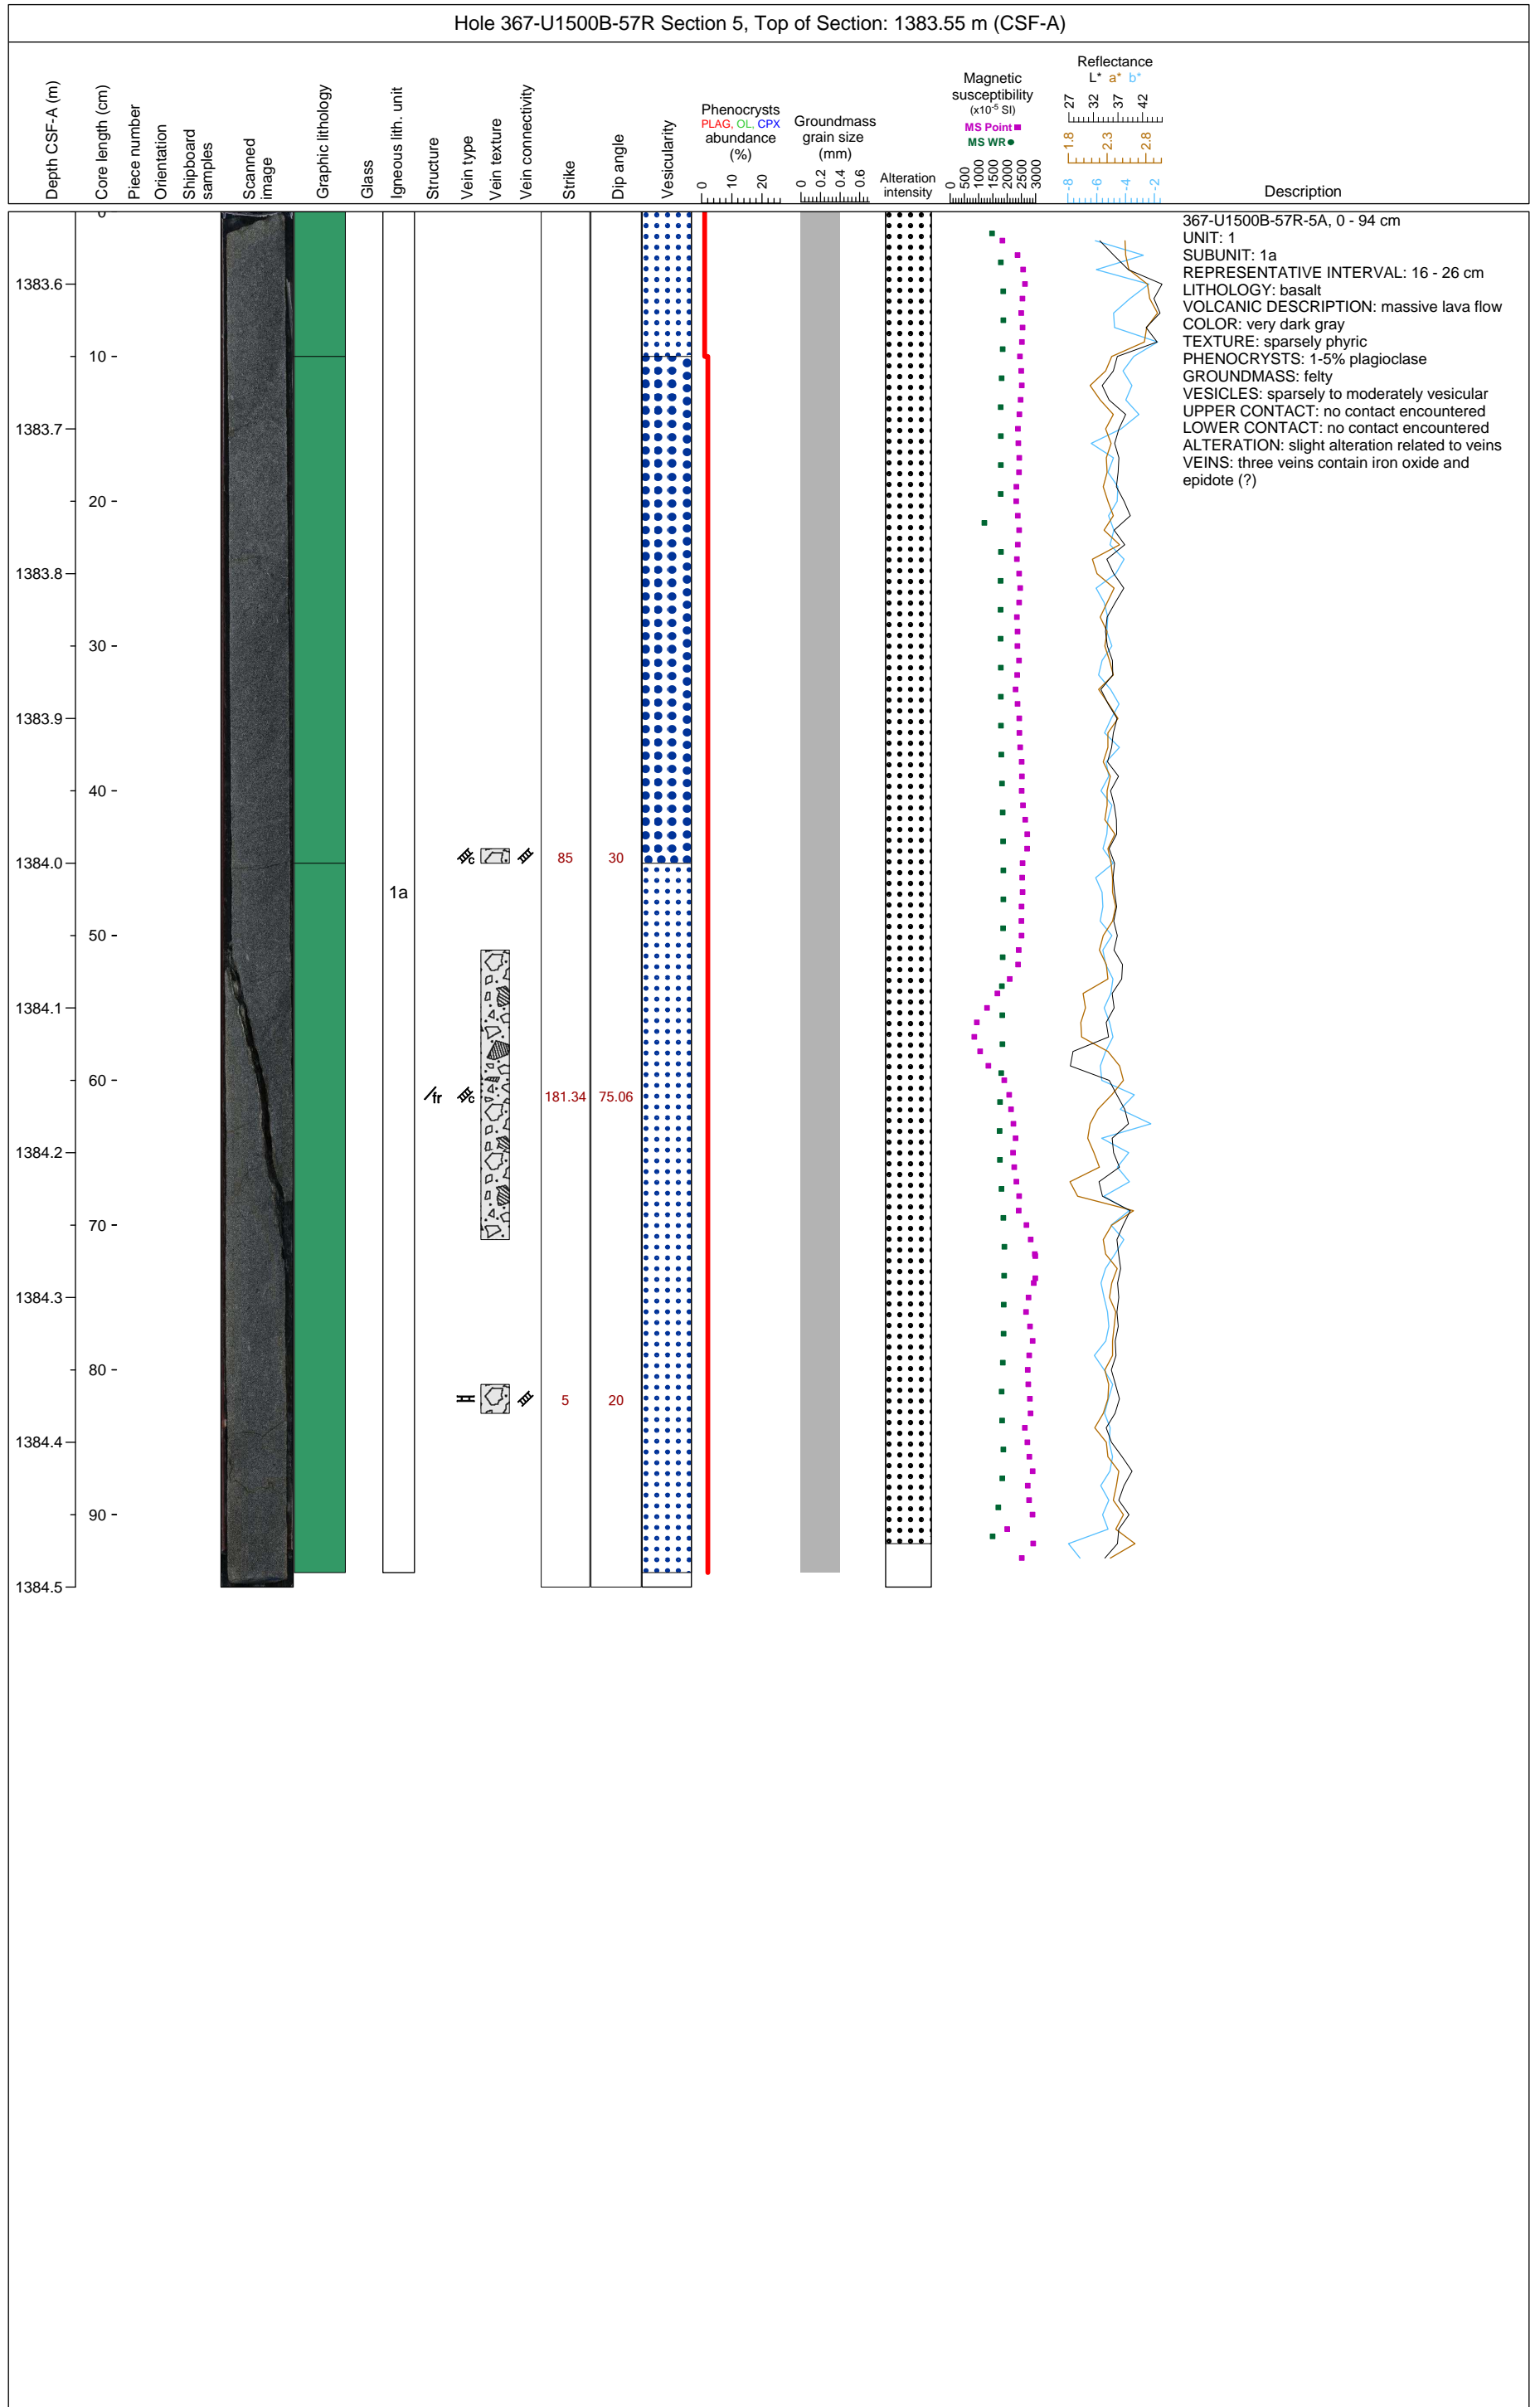 Hole 367-U1500B-57R Section 5, Top of Section: 1383.55 m (CSF-A)
Depth CSF-A (m)
Core length (cm)
Piece number
Orientation
Shipboard
samples
Scanned
image
Graphic lithology
Glass
Igneous lith. unit
Structure
Vein type
Vein texture
Vein connectivity
Strike
Dip angle
Vesicularity
Phenocrysts
PLAG, OL, CPX
abundance
(%)
0 10 20
Groundmass
grain size
(mm)
0 0.2 0.4 0.6
Alteration
intensity
Magnetic
susceptibility
(x10⁻⁵ SI)
MS Point
MS WR
0 500 1000 1500 2000 2500 3000
Reflectance
L* a* b*
27 32 37 42
1.8 2.3 2.8
-8 -6 -4 -2
Description
367-U1500B-57R-5A, 0 - 94 cm
UNIT: 1
SUBUNIT: 1a
REPRESENTATIVE INTERVAL: 16 - 26 cm
LITHOLOGY: basalt
VOLCANIC DESCRIPTION: massive lava flow
COLOR: very dark gray
TEXTURE: sparsely phyric
PHENOCRYSTS: 1-5% plagioclase
GROUNDMASS: felty
VESICLES: sparsely to moderately vesicular
UPPER CONTACT: no contact encountered
LOWER CONTACT: no contact encountered
ALTERATION: slight alteration related to veins
VEINS: three veins contain iron oxide and
epidote (?)
0
1383.6
10
1383.7
20
1383.8
30
1383.9
40
1384.0
c 85 30
1a
50
1384.1
60
fr c 181.34 75.06
1384.2
70
1384.3
80
5 20
1384.4
90
1384.5